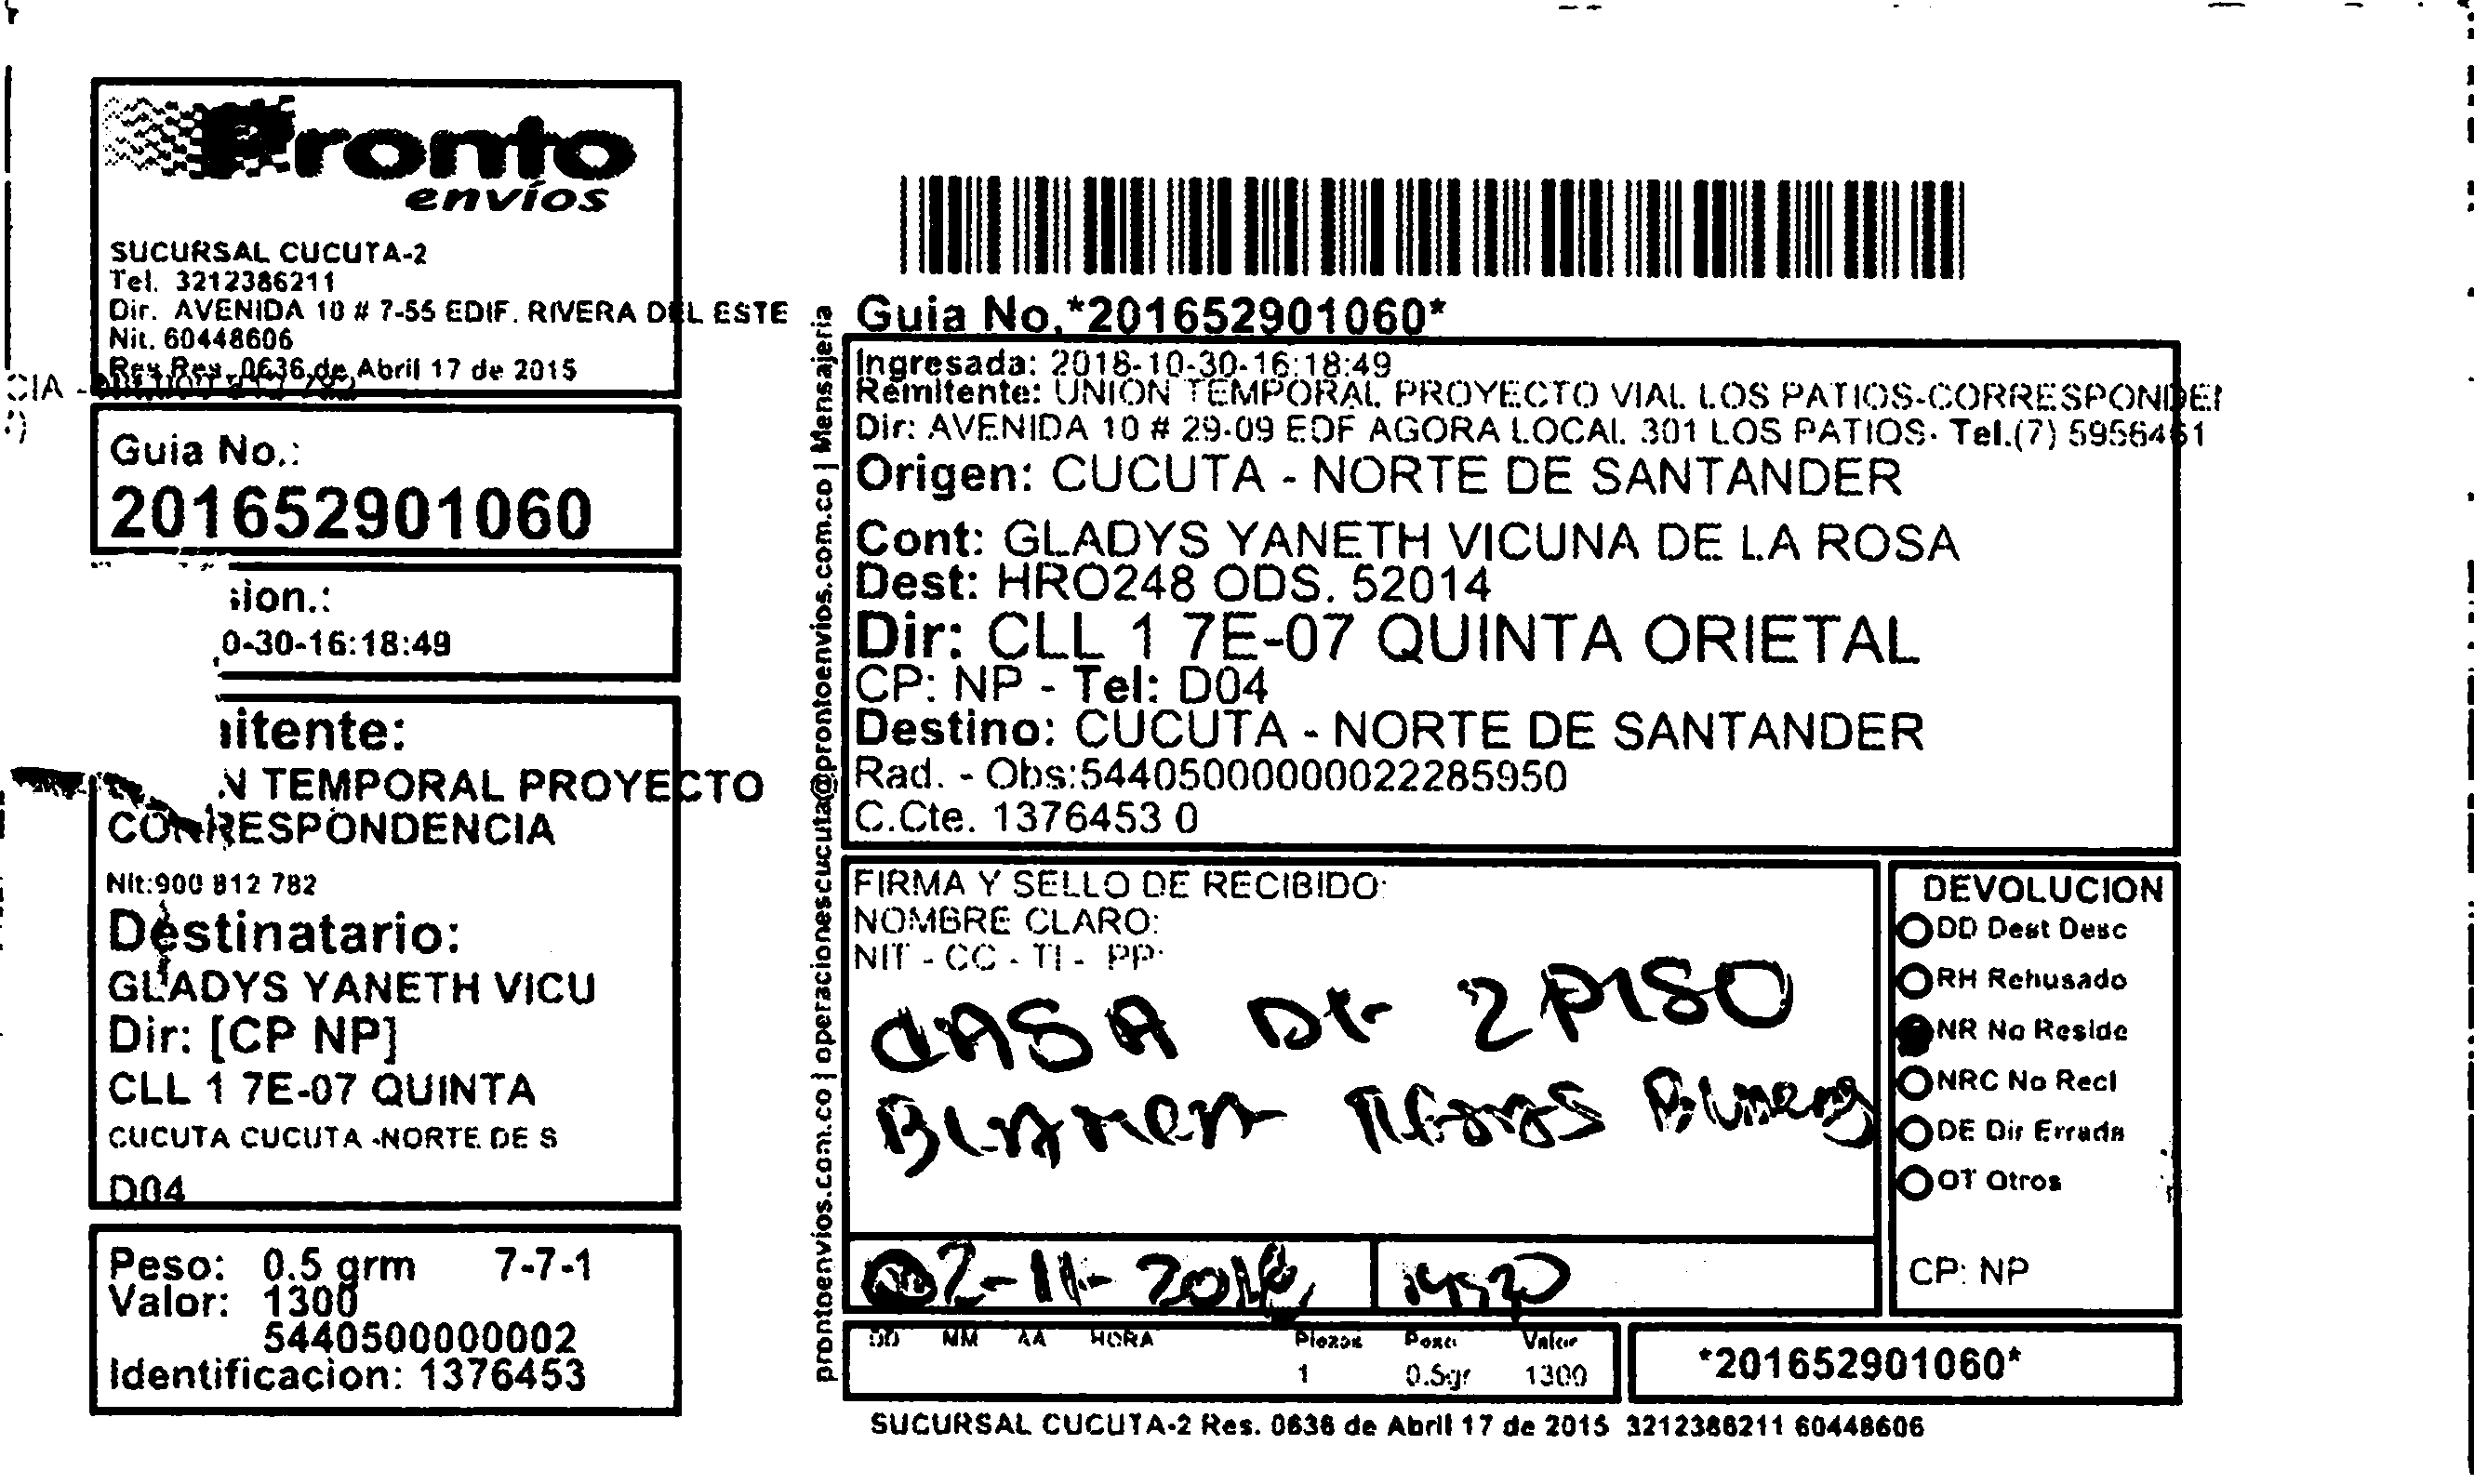 Pronto
envíos
SUCURSAL CUCUTA-2
Tel. 3212386211
Dir. AVENIDA 10 # 7-55 EDIF. RIVERA DEL ESTE
Nit. 60448606
Res Res. 0636 de Abril 17 de 2015
CIA -
Guia No.:
201652901060
sion.:
0-30-16:18:49
nitente:
N TEMPORAL PROYECTO
CORRESPONDENCIA
Nit:900 812 782
Destinatario:
GLADYS YANETH VICU
Dir: [CP NP]
CLL 1 7E-07 QUINTA
CUCUTA CUCUTA -NORTE DE S
D04
Peso: 0.5 grm 7-7-1
Valor: 1300
5440500000002
Identificacion: 1376453
prontoenvios.com.co | operacionescucuta@prontoenvios.com.co | Mensajeria
Guia No.*201652901060*
Ingresada: 2018-10-30-16:18:49
Remitente: UNION TEMPORAL PROYECTO VIAL LOS PATIOS-CORRESPONDEN
Dir: AVENIDA 10 # 29-09 EDF AGORA LOCAL 301 LOS PATIOS- Tel.(7) 5956461
Origen: CUCUTA - NORTE DE SANTANDER
Cont: GLADYS YANETH VICUNA DE LA ROSA
Dest: HRO248 ODS. 52014
Dir: CLL 1 7E-07 QUINTA ORIETAL
CP: NP - Tel: D04
Destino: CUCUTA - NORTE DE SANTANDER
Rad. - Obs:544050000000022285950
C.Cte. 1376453 0
FIRMA Y SELLO DE RECIBIDO:
NOMBRE CLARO:
NIT - CC - TI - PP:
CASA DE 2 PISO
DEVOLUCION
DD Dest Desc
RH Rehusado
NR No Reside
NRC No Recl
DE Dir Errada
OT Otros
CP: NP
02-11-2018
DD MM AA HORA Piezas Peso Valor
1 0.5gr 1300
*201652901060*
SUCURSAL CUCUTA-2 Res. 0636 de Abril 17 de 2015 3212386211 60448606